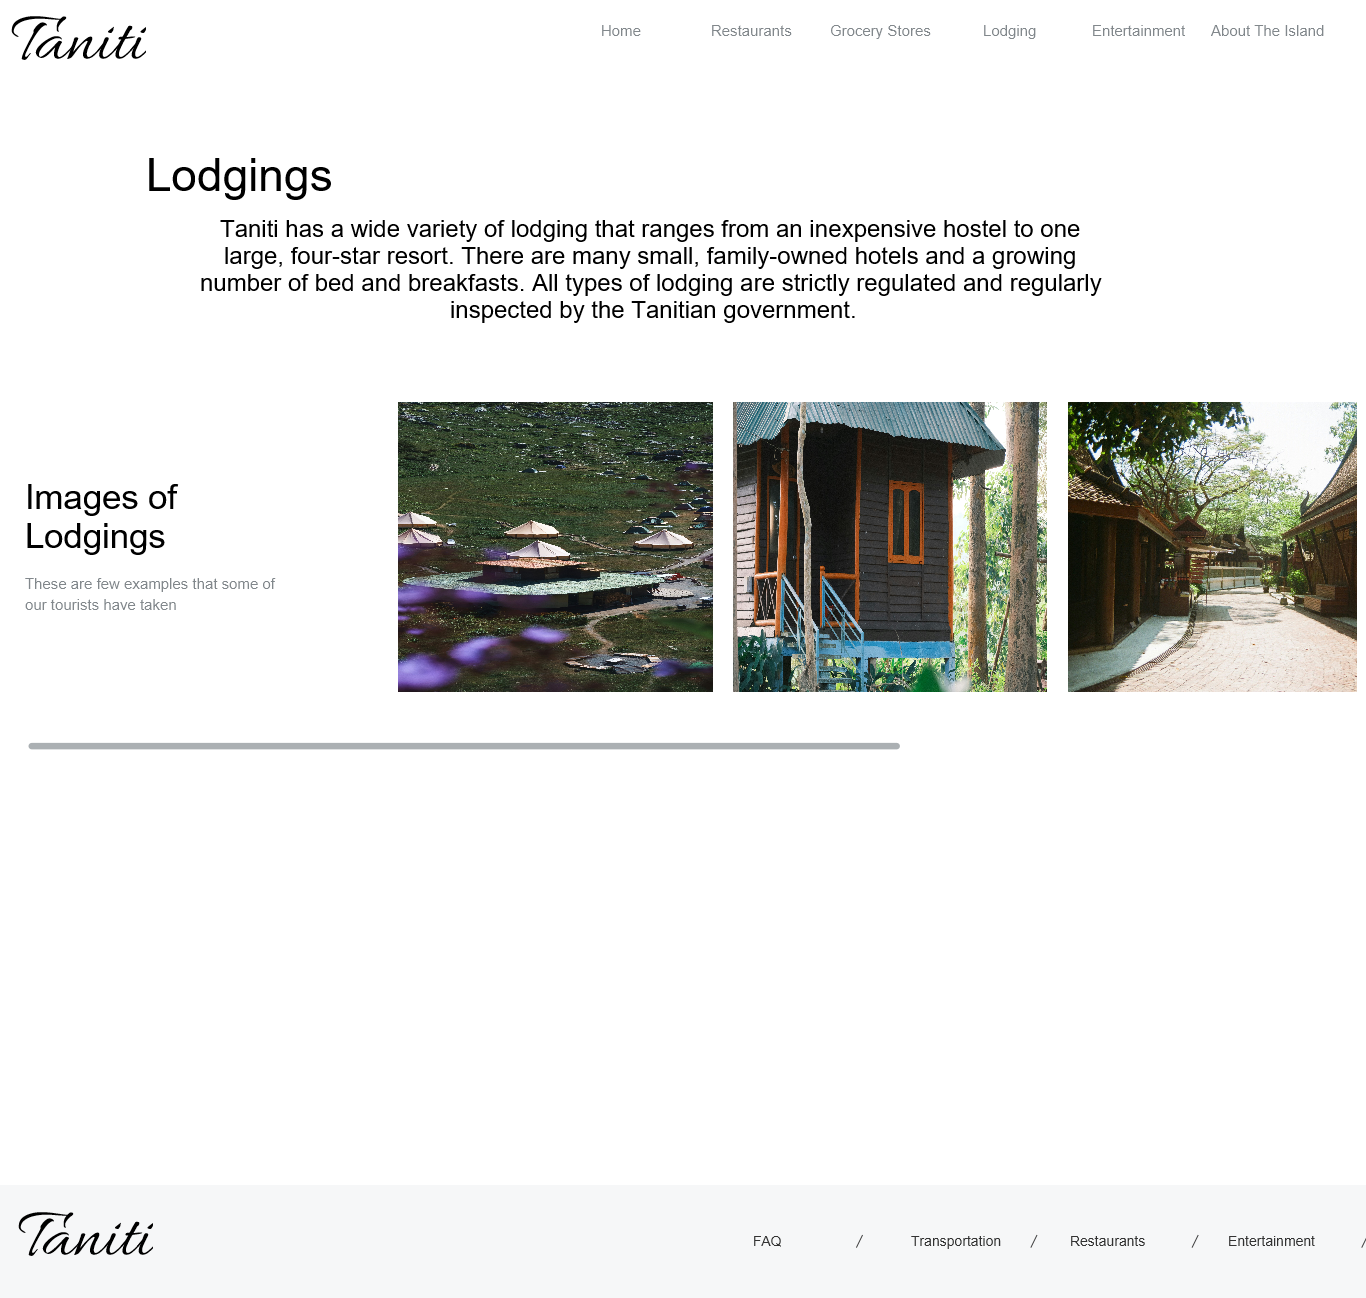 Taniti
Home Restaurants Grocery Stores Lodging Entertainment About The Island
Lodgings
Taniti has a wide variety of lodging that ranges from an inexpensive hostel to one
large, four-star resort. There are many small, family-owned hotels and a growing
number of bed and breakfasts. All types of lodging are strictly regulated and regularly
inspected by the Tanitian government.
Images of
Lodgings
These are few examples that some of
our tourists have taken
Taniti
FAQ / Transportation / Restaurants / Entertainment /